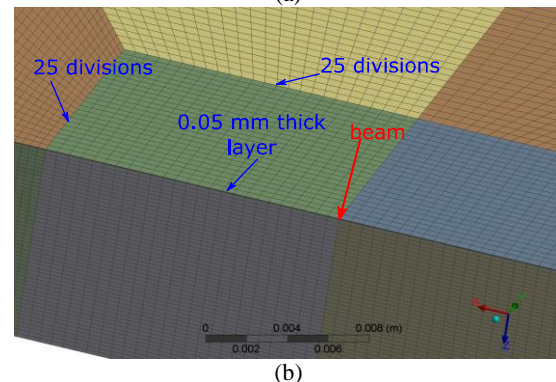 (a)
25 divisions
25 divisions
0.05 mm thick
layer
beam
0
0.004
0.008 (m)
0.002
0.006
Z
(b)